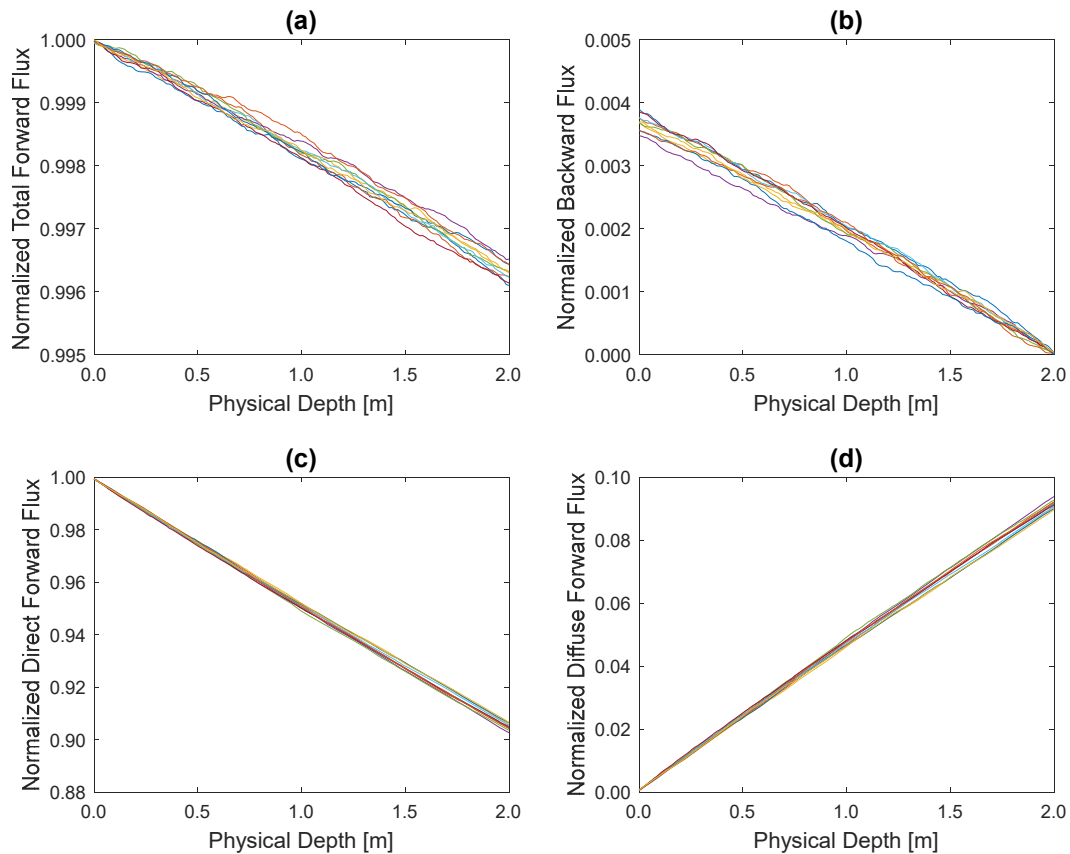 (a)
Normalized Total Forward Flux
1.000
0.999
0.998
0.997
0.996
0.995
0.0 0.5 1.0 1.5 2.0
Physical Depth [m]
(b)
Normalized Backward Flux
0.005
0.004
0.003
0.002
0.001
0.000
0.0 0.5 1.0 1.5 2.0
Physical Depth [m]
(c)
Normalized Direct Forward Flux
1.00
0.98
0.96
0.94
0.92
0.90
0.88
0.0 0.5 1.0 1.5 2.0
Physical Depth [m]
(d)
Normalized Diffuse Forward Flux
0.10
0.08
0.06
0.04
0.02
0.00
0.0 0.5 1.0 1.5 2.0
Physical Depth [m]